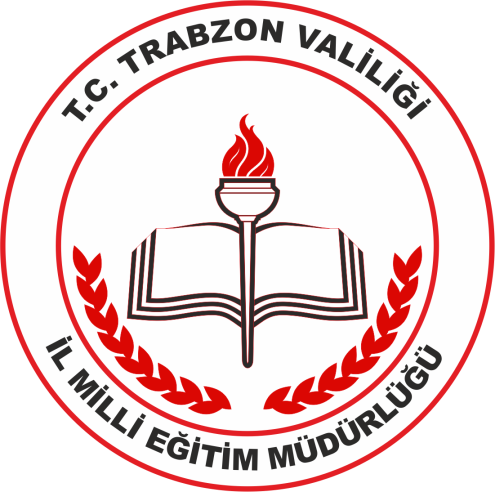 T.C. TRABZON VALİLİĞİ
İL MİLLİ EĞİTİM MÜDÜRLÜĞÜ